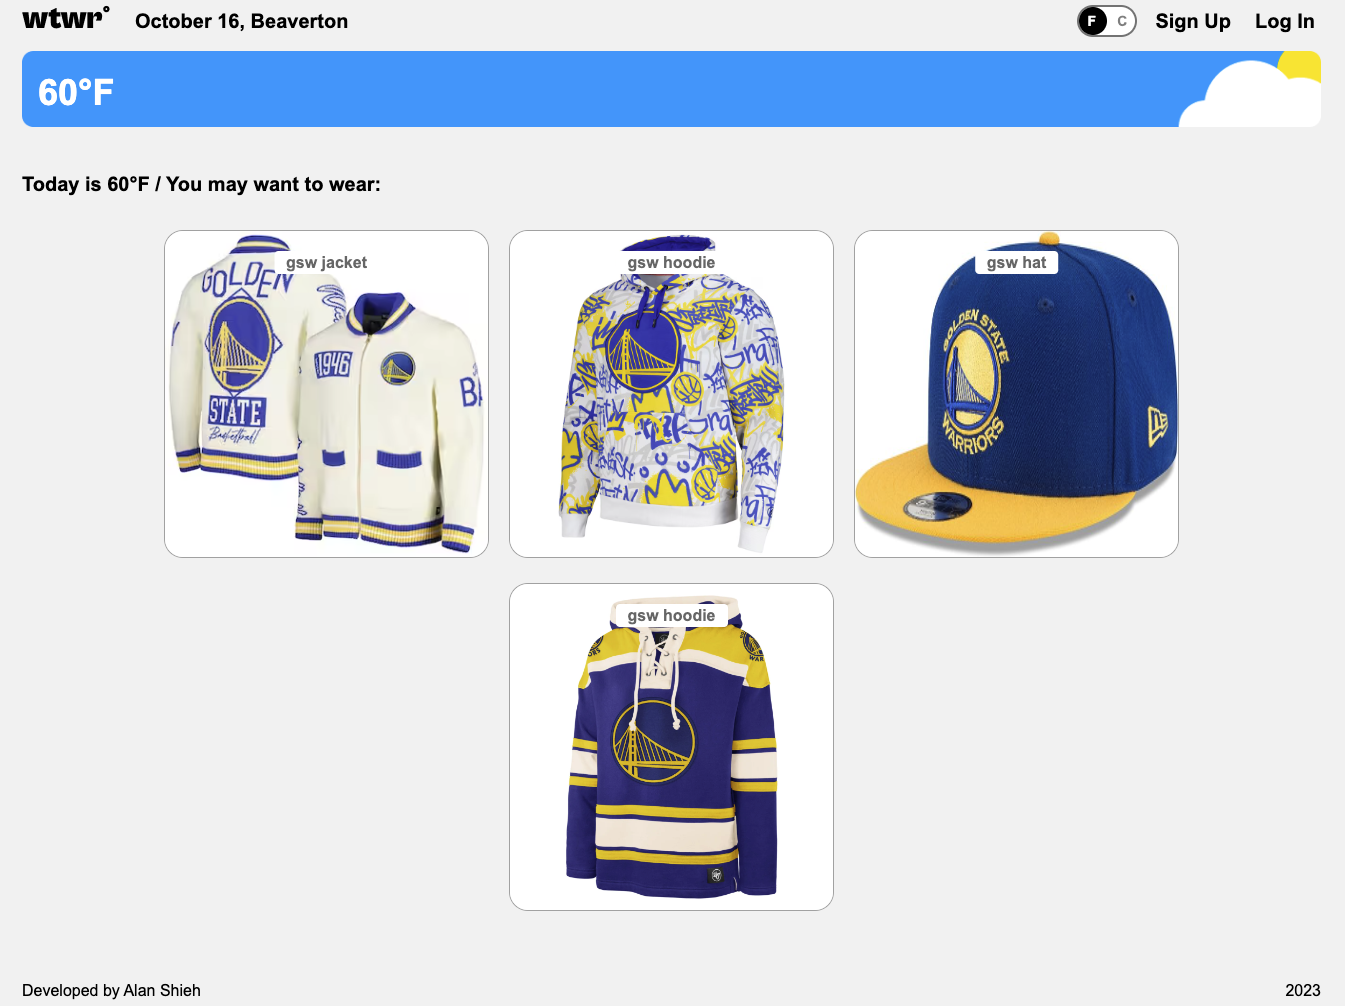 wtwr°
October 16, Beaverton
F C
Sign Up
Log In
60°F
Today is 60°F / You may want to wear:
gsw jacket
GOLDEN
STATE
Basketball
1946
BA
gsw hoodie
gsw hat
GOLDEN STATE
WARRIORS
gsw hoodie
Developed by Alan Shieh
2023